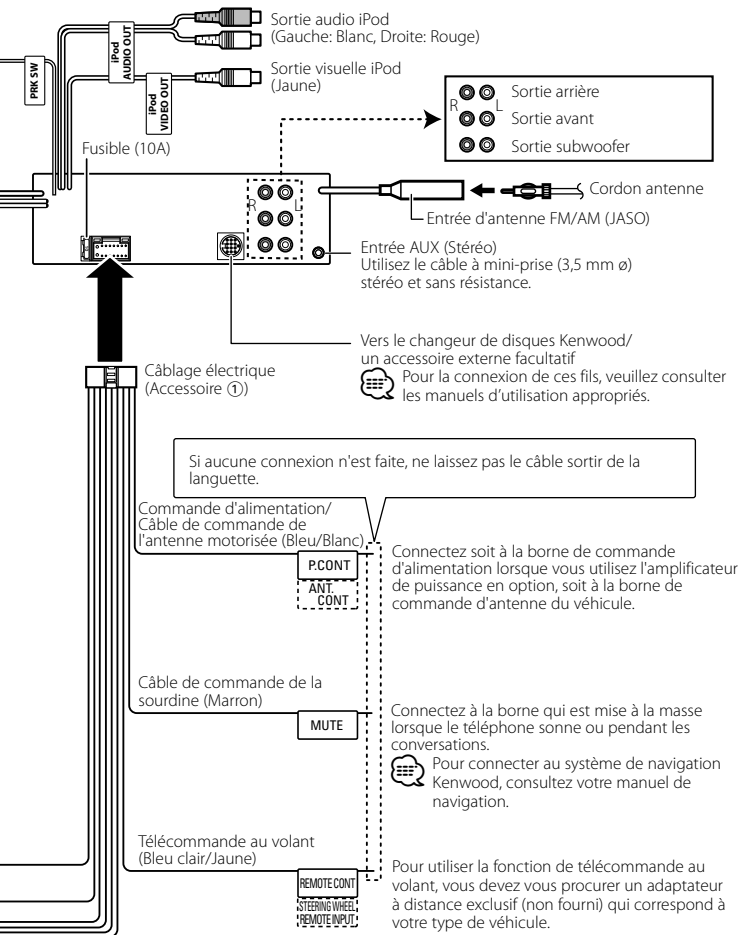 Sortie audio iPod
(Gauche: Blanc, Droite: Rouge)
iPod
AUDIO OUT
Sortie visuelle iPod
(Jaune)
PRK SW
iPod
VIDEO OUT
R
L
Sortie arrière
Sortie avant
Sortie subwoofer
Fusible (10A)
Cordon antenne
R
L
Entrée d'antenne FM/AM (JASO)
Entrée AUX (Stéréo)
Utilisez le câble à mini-prise (3,5 mm ø)
stéréo et sans résistance.
Vers le changeur de disques Kenwood/
un accessoire externe facultatif
Pour la connexion de ces fils, veuillez consulter
les manuels d'utilisation appropriés.
Câblage électrique
(Accessoire ①)
Si aucune connexion n'est faite, ne laissez pas le câble sortir de la
languette.
Commande d'alimentation/
Câble de commande de
l'antenne motorisée (Bleu/Blanc)
P.CONT
ANT.
CONT
Connectez soit à la borne de commande
d'alimentation lorsque vous utilisez l'amplificateur
de puissance en option, soit à la borne de
commande d'antenne du véhicule.
Câble de commande de la
sourdine (Marron)
MUTE
Connectez à la borne qui est mise à la masse
lorsque le téléphone sonne ou pendant les
conversations.
Pour connecter au système de navigation
Kenwood, consultez votre manuel de
navigation.
Télécommande au volant
(Bleu clair/Jaune)
REMOTE CONT
STEERING WHEEL
REMOTE INPUT
Pour utiliser la fonction de télécommande au
volant, vous devez vous procurer un adaptateur
à distance exclusif (non fourni) qui correspond à
votre type de véhicule.